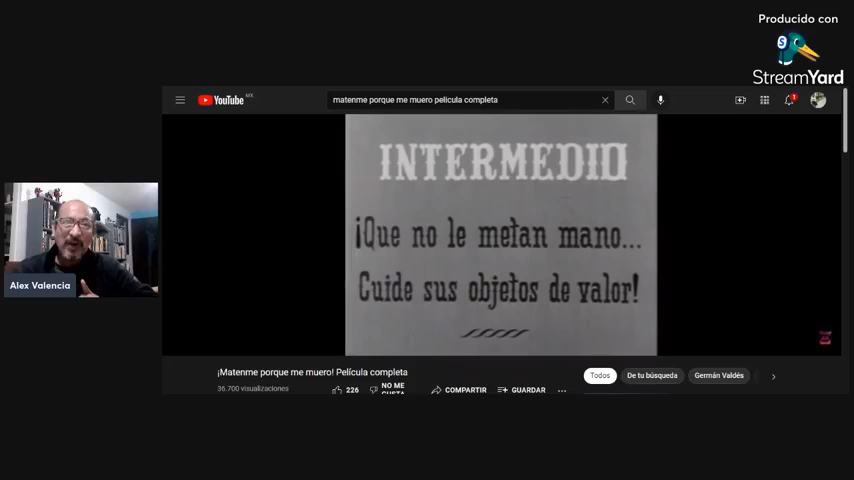 Producido con
StreamYard
YouTube MX
matenme porque me muero pelicula completa
1
INTERMEDIO
¡Que no le metan mano...
Cuide sus objetos de valor!
Alex Valencia
¡Matenme porque me muero! Película completa
36.700 visualizaciones
226
NO ME
GUSTA
COMPARTIR
GUARDAR
...
Todos
De tu búsqueda
Germán Valdés